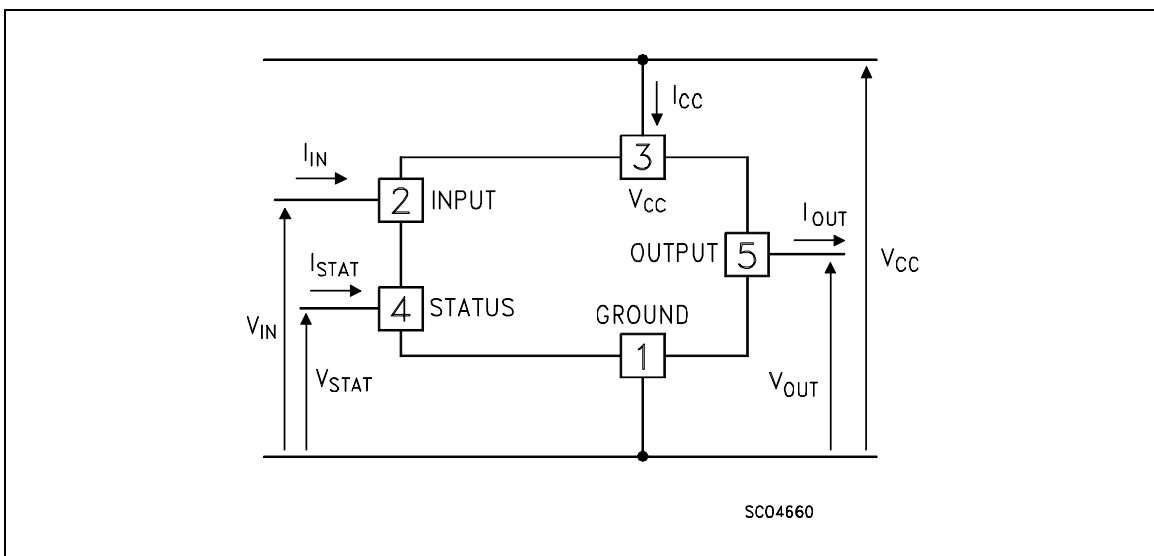 I_CC
3
V_CC
I_IN
2 INPUT
I_STAT
4 STATUS
V_IN
V_STAT
I_OUT
OUTPUT 5
V_CC
GROUND
1
V_OUT
SC04660